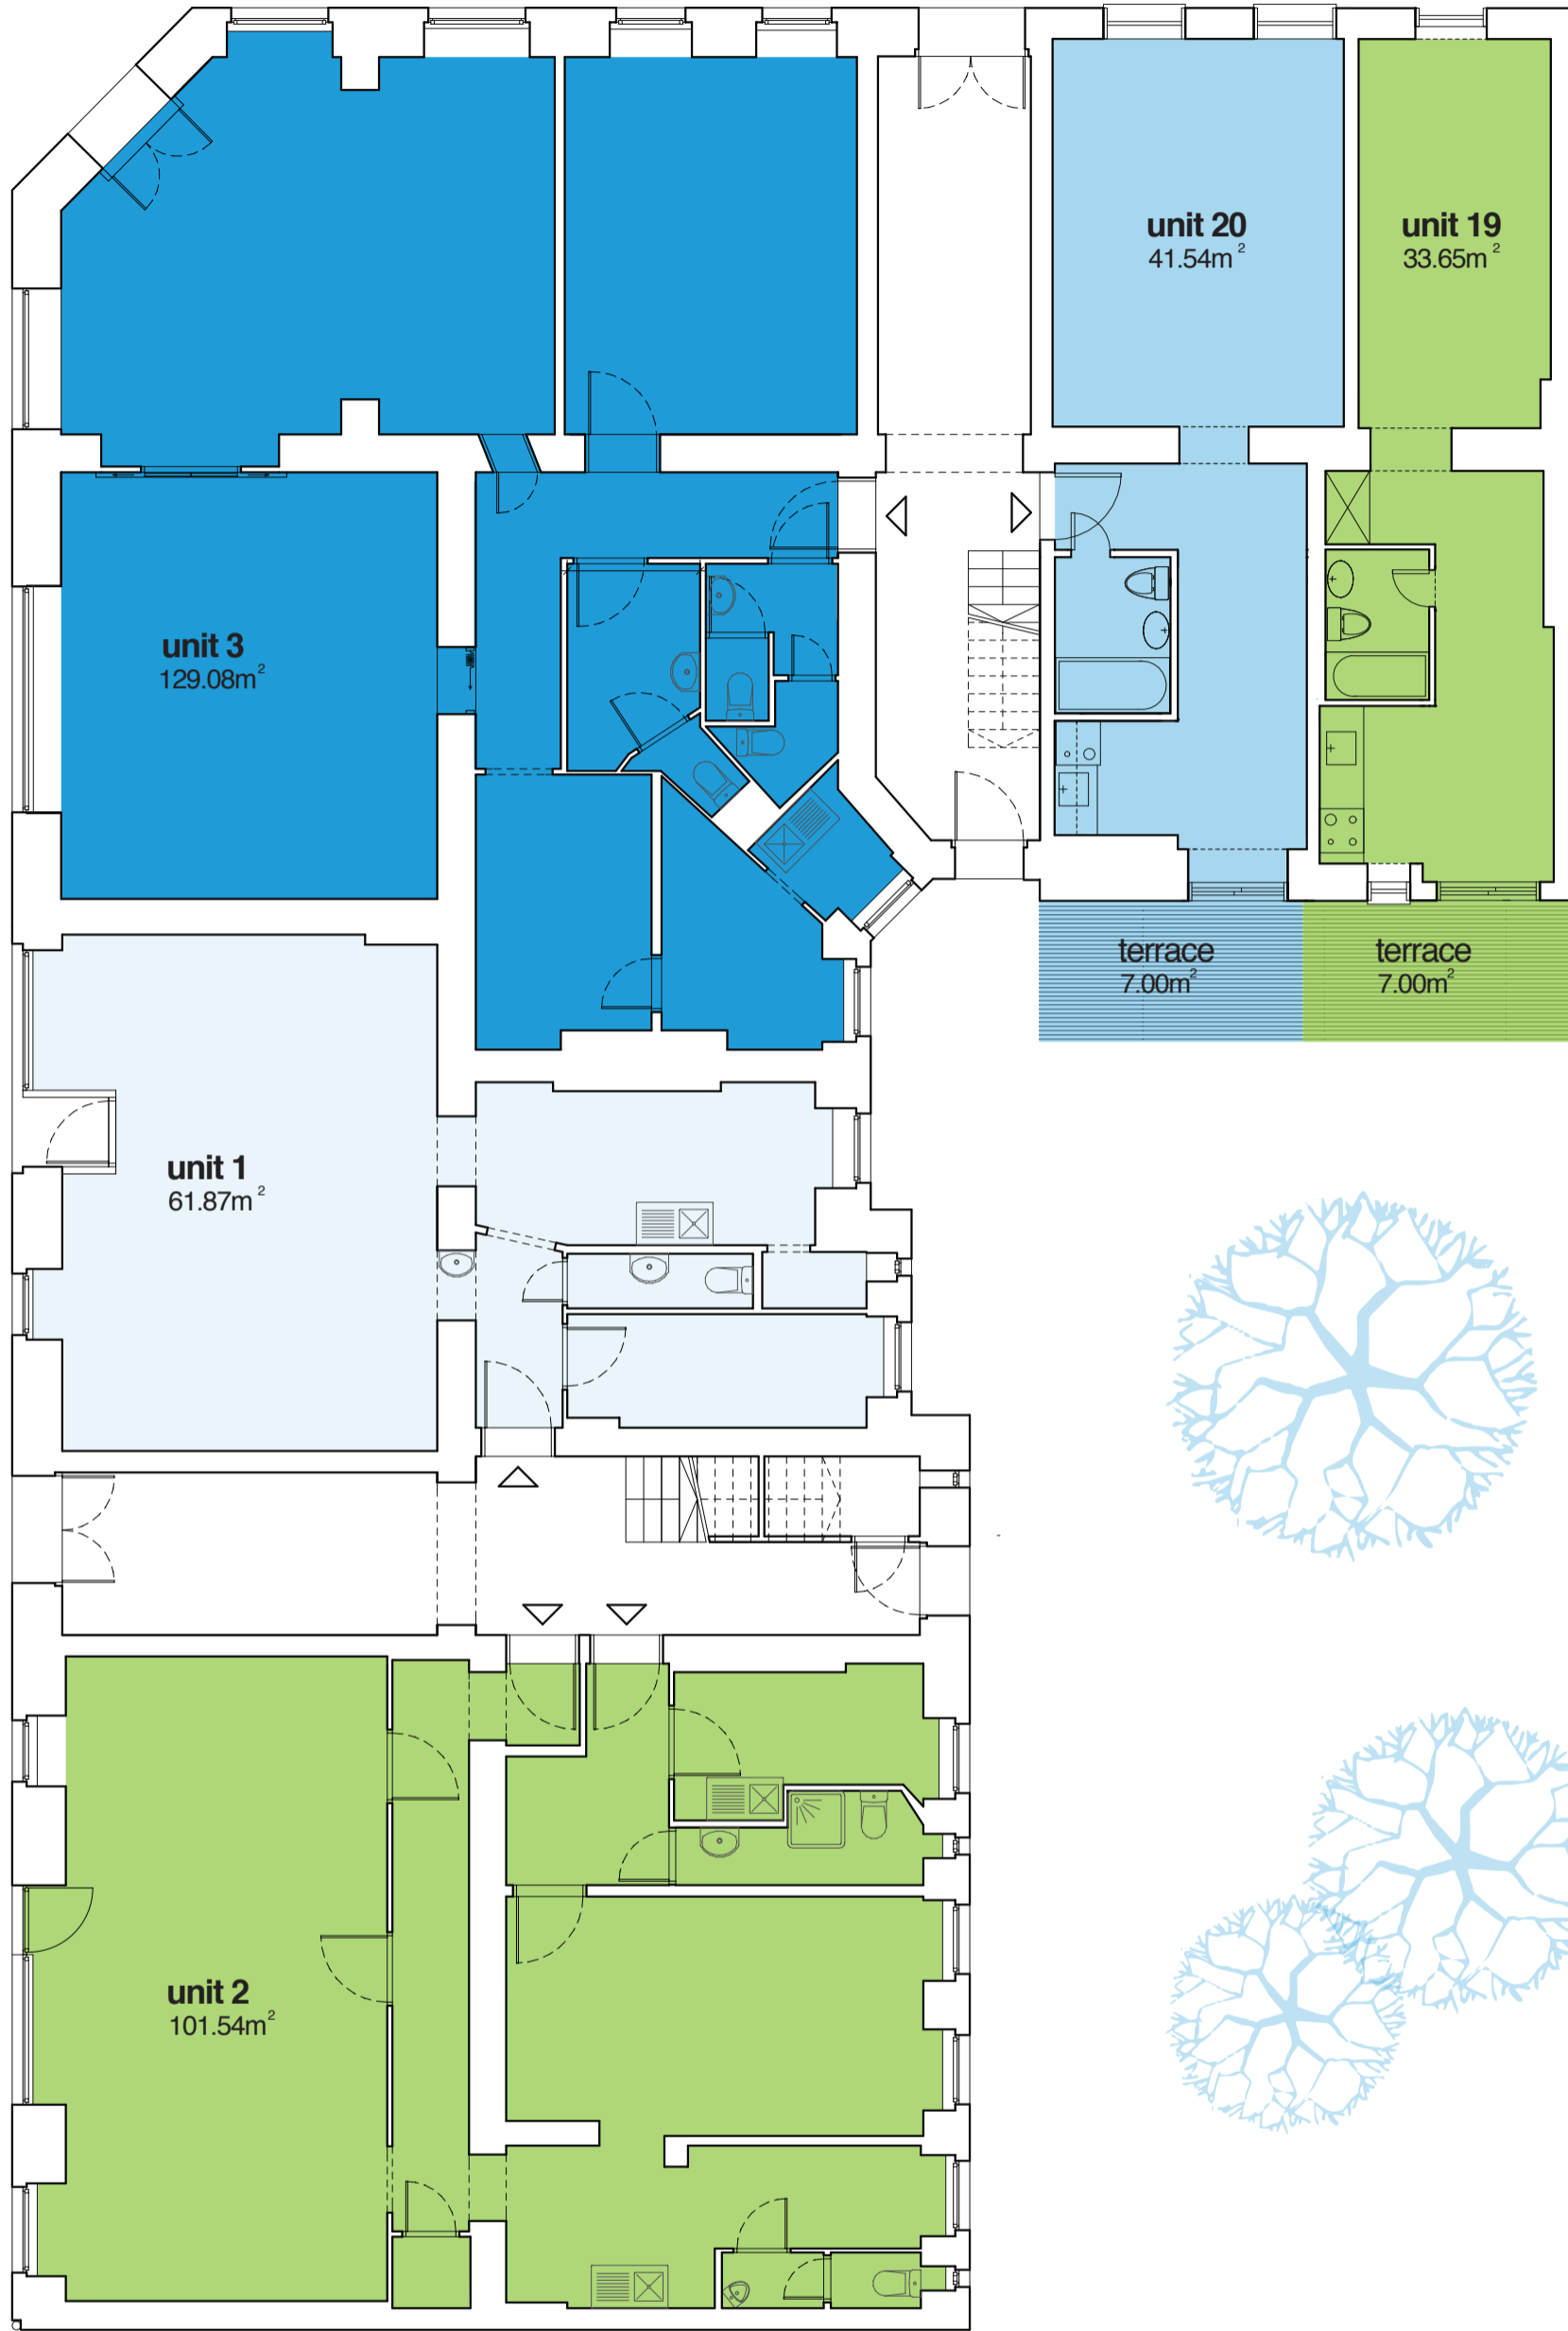 unit 20
41.54m²
unit 19
33.65m²
unit 3
129.08m²
terrace
7.00m²
terrace
7.00m²
unit 1
61.87m²
unit 2
101.54m²